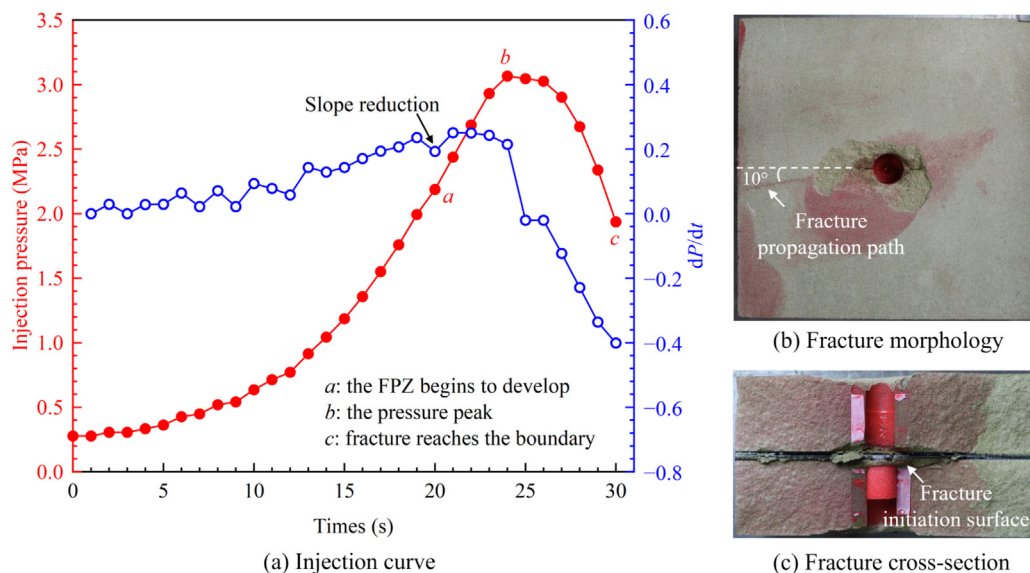 3.5
3.0
2.5
2.0
1.5
1.0
0.5
0.0
Injection pressure (MPa)
0.6
0.4
0.2
0.0
−0.2
−0.4
−0.6
−0.8
dP/dt
0 5 10 15 20 25 30
Times (s)
Slope reduction
a
b
c
a: the FPZ begins to develop
b: the pressure peak
c: fracture reaches the boundary
(a) Injection curve
10°
Fracture
propagation path
(b) Fracture morphology
Fracture
initiation surface
(c) Fracture cross-section